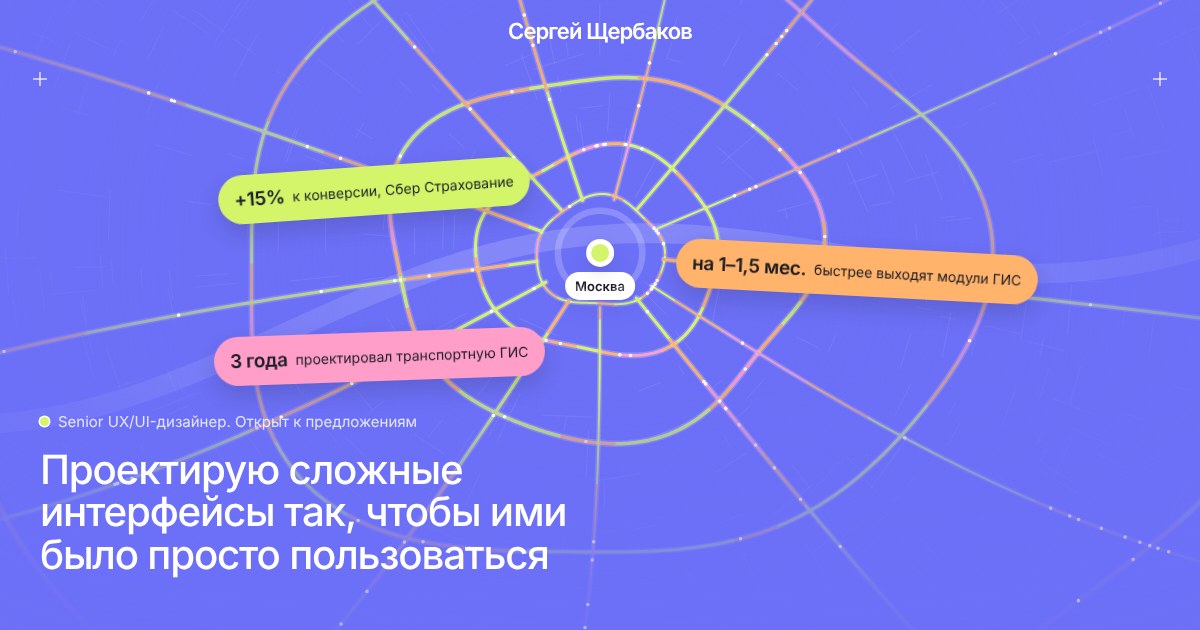 Сергей Щербаков
+15% к конверсии, Сбер Страхование
на 1–1,5 мес. быстрее выходят модули ГИС
Москва
3 года проектировал транспортную ГИС
Senior UX/UI-дизайнер. Открыт к предложениям
Проектирую сложные
интерфейсы так, чтобы ими
было просто пользоваться